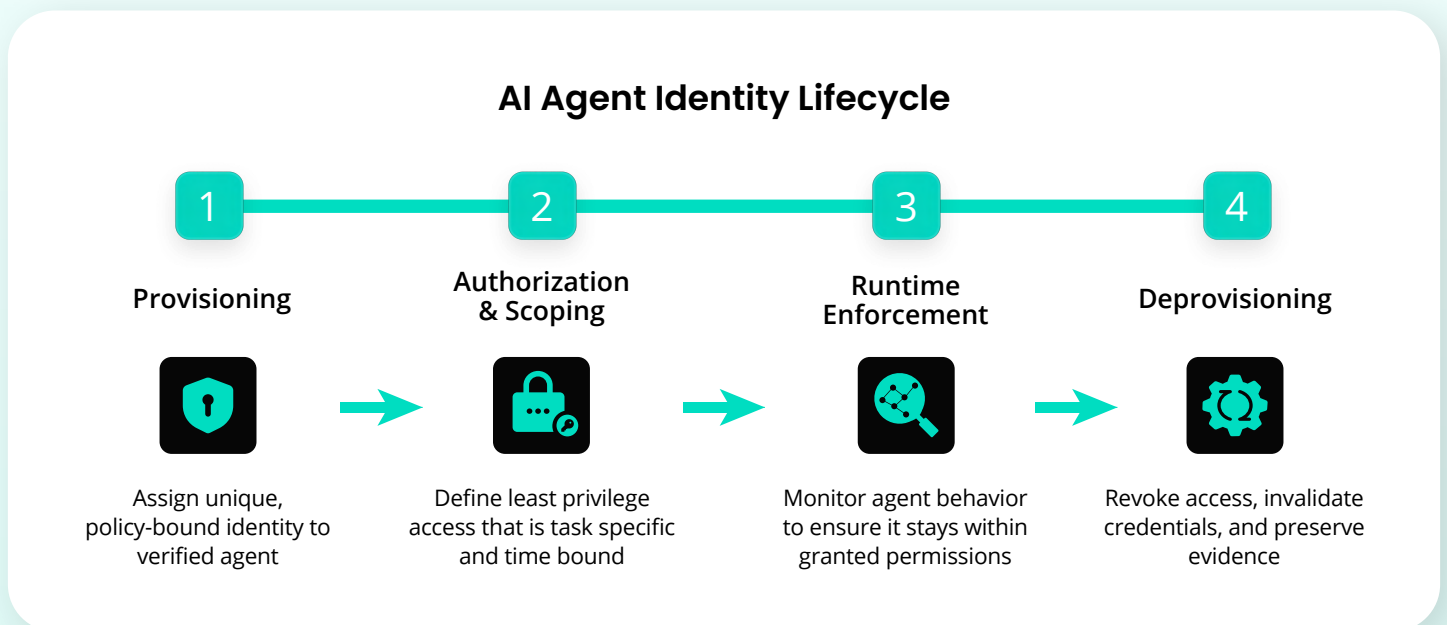 AI Agent Identity Lifecycle
1
2
3
4
Provisioning
Authorization
& Scoping
Runtime
Enforcement
Deprovisioning
Assign unique,
policy-bound identity to
verified agent
Define least privilege
access that is task specific
and time bound
Monitor agent behavior
to ensure it stays within
granted permissions
Revoke access, invalidate
credentials, and preserve
evidence